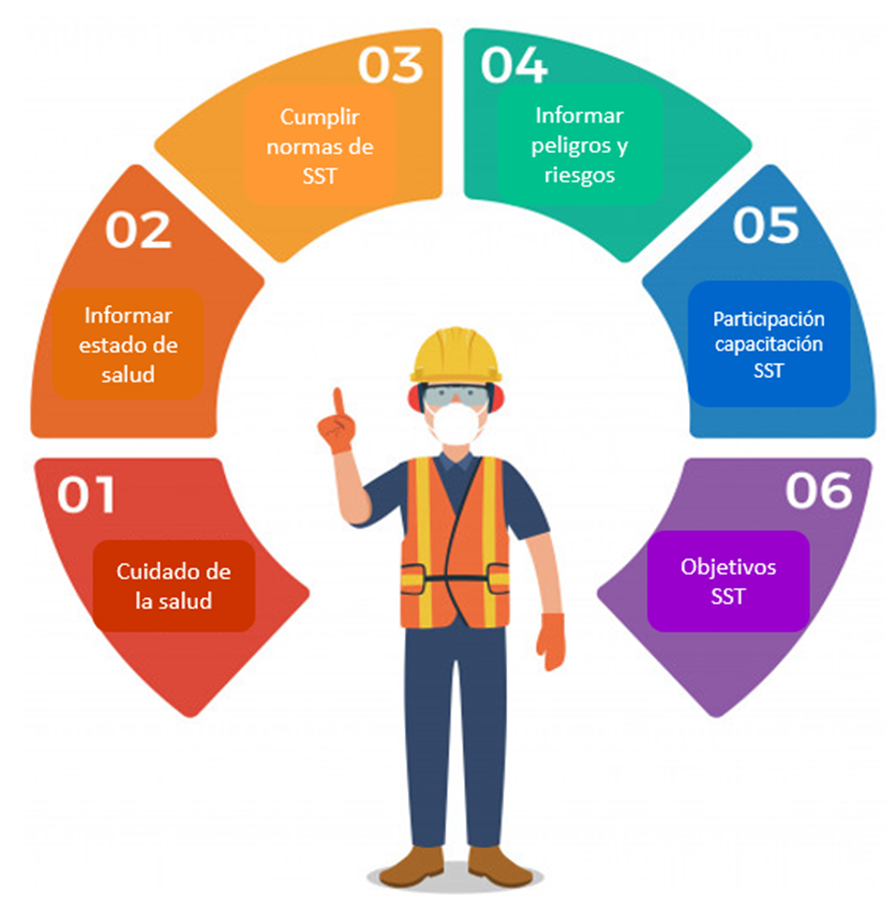 01
Cuidado de
la salud
02
Informar
estado de
salud
03
Cumplir
normas de
SST
04
Informar
peligros y
riesgos
05
Participación
capacitación
SST
06
Objetivos
SST